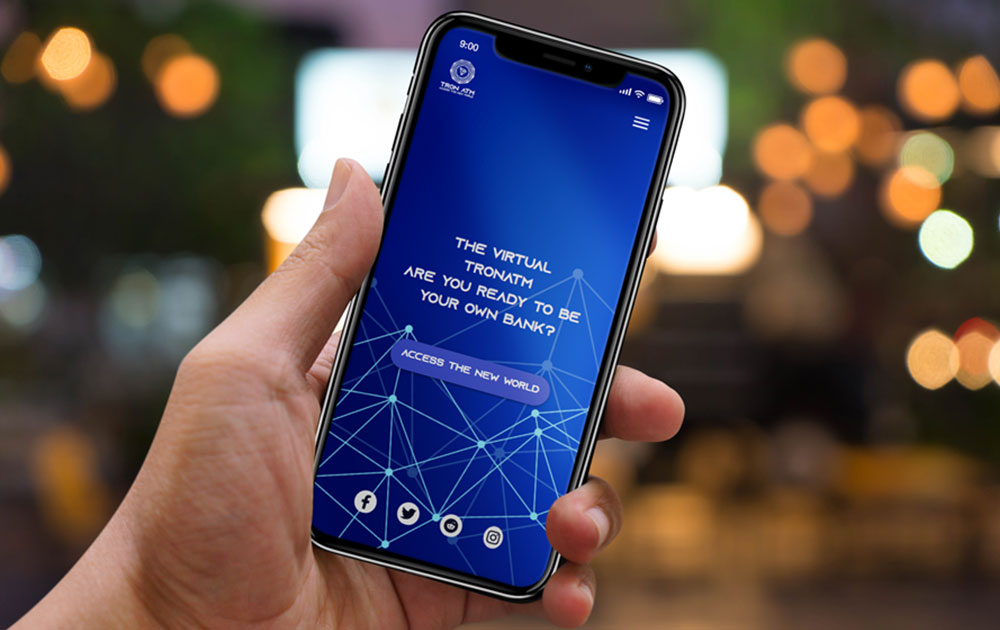 9:00
TRON ATM
THE VIRTUAL
TRONATM
ARE YOU READY TO BE
YOUR OWN BANK?
ACCESS THE NEW WORLD